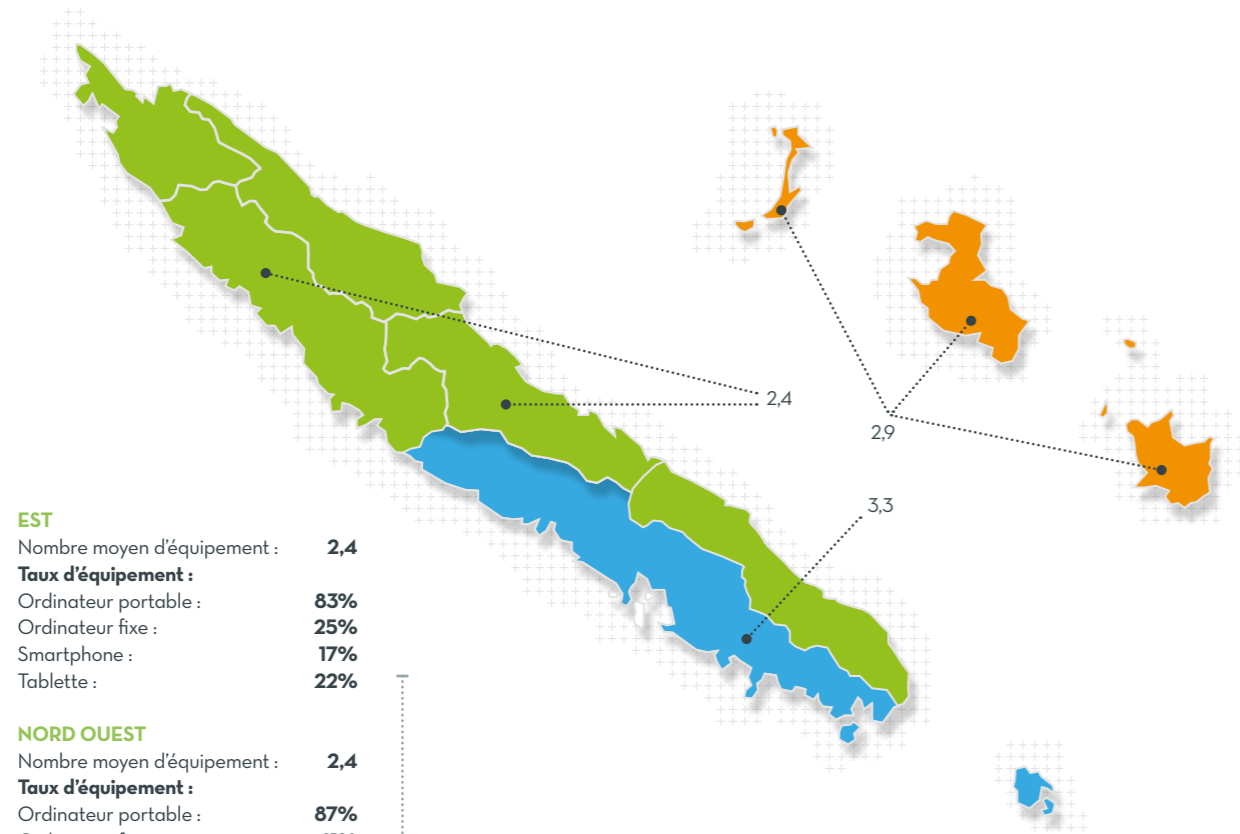 2,4
2,9
3,3
EST
Nombre moyen d'équipement : 2,4
Taux d'équipement :
Ordinateur portable : 83%
Ordinateur fixe : 25%
Smartphone : 17%
Tablette : 22%
NORD OUEST
Nombre moyen d'équipement : 2,4
Taux d'équipement :
Ordinateur portable : 87%